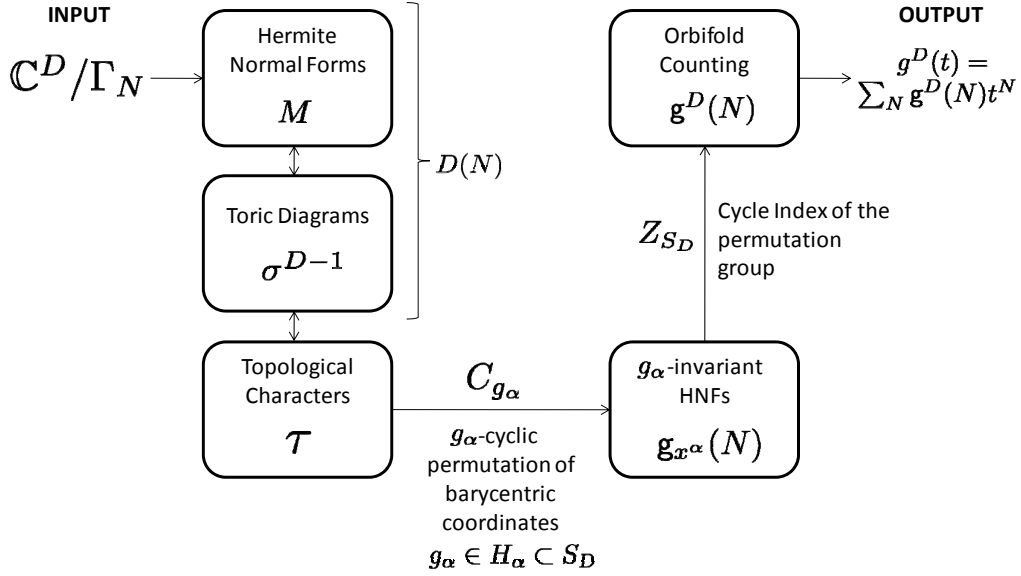 INPUT
ℂ^D/Γ_N
Hermite
Normal Forms
M
D(N)
Toric Diagrams
σ^{D−1}
Topological
Characters
τ
C_{g_α}
g_α-cyclic
permutation of
barycentric
coordinates
g_α ∈ H_α ⊂ S_D
g_α-invariant
HNFs
g_{x^α}(N)
Z_{S_D}
Cycle Index of the
permutation
group
Orbifold
Counting
g^D(N)
OUTPUT
g^D(t) =
∑_N g^D(N)t^N